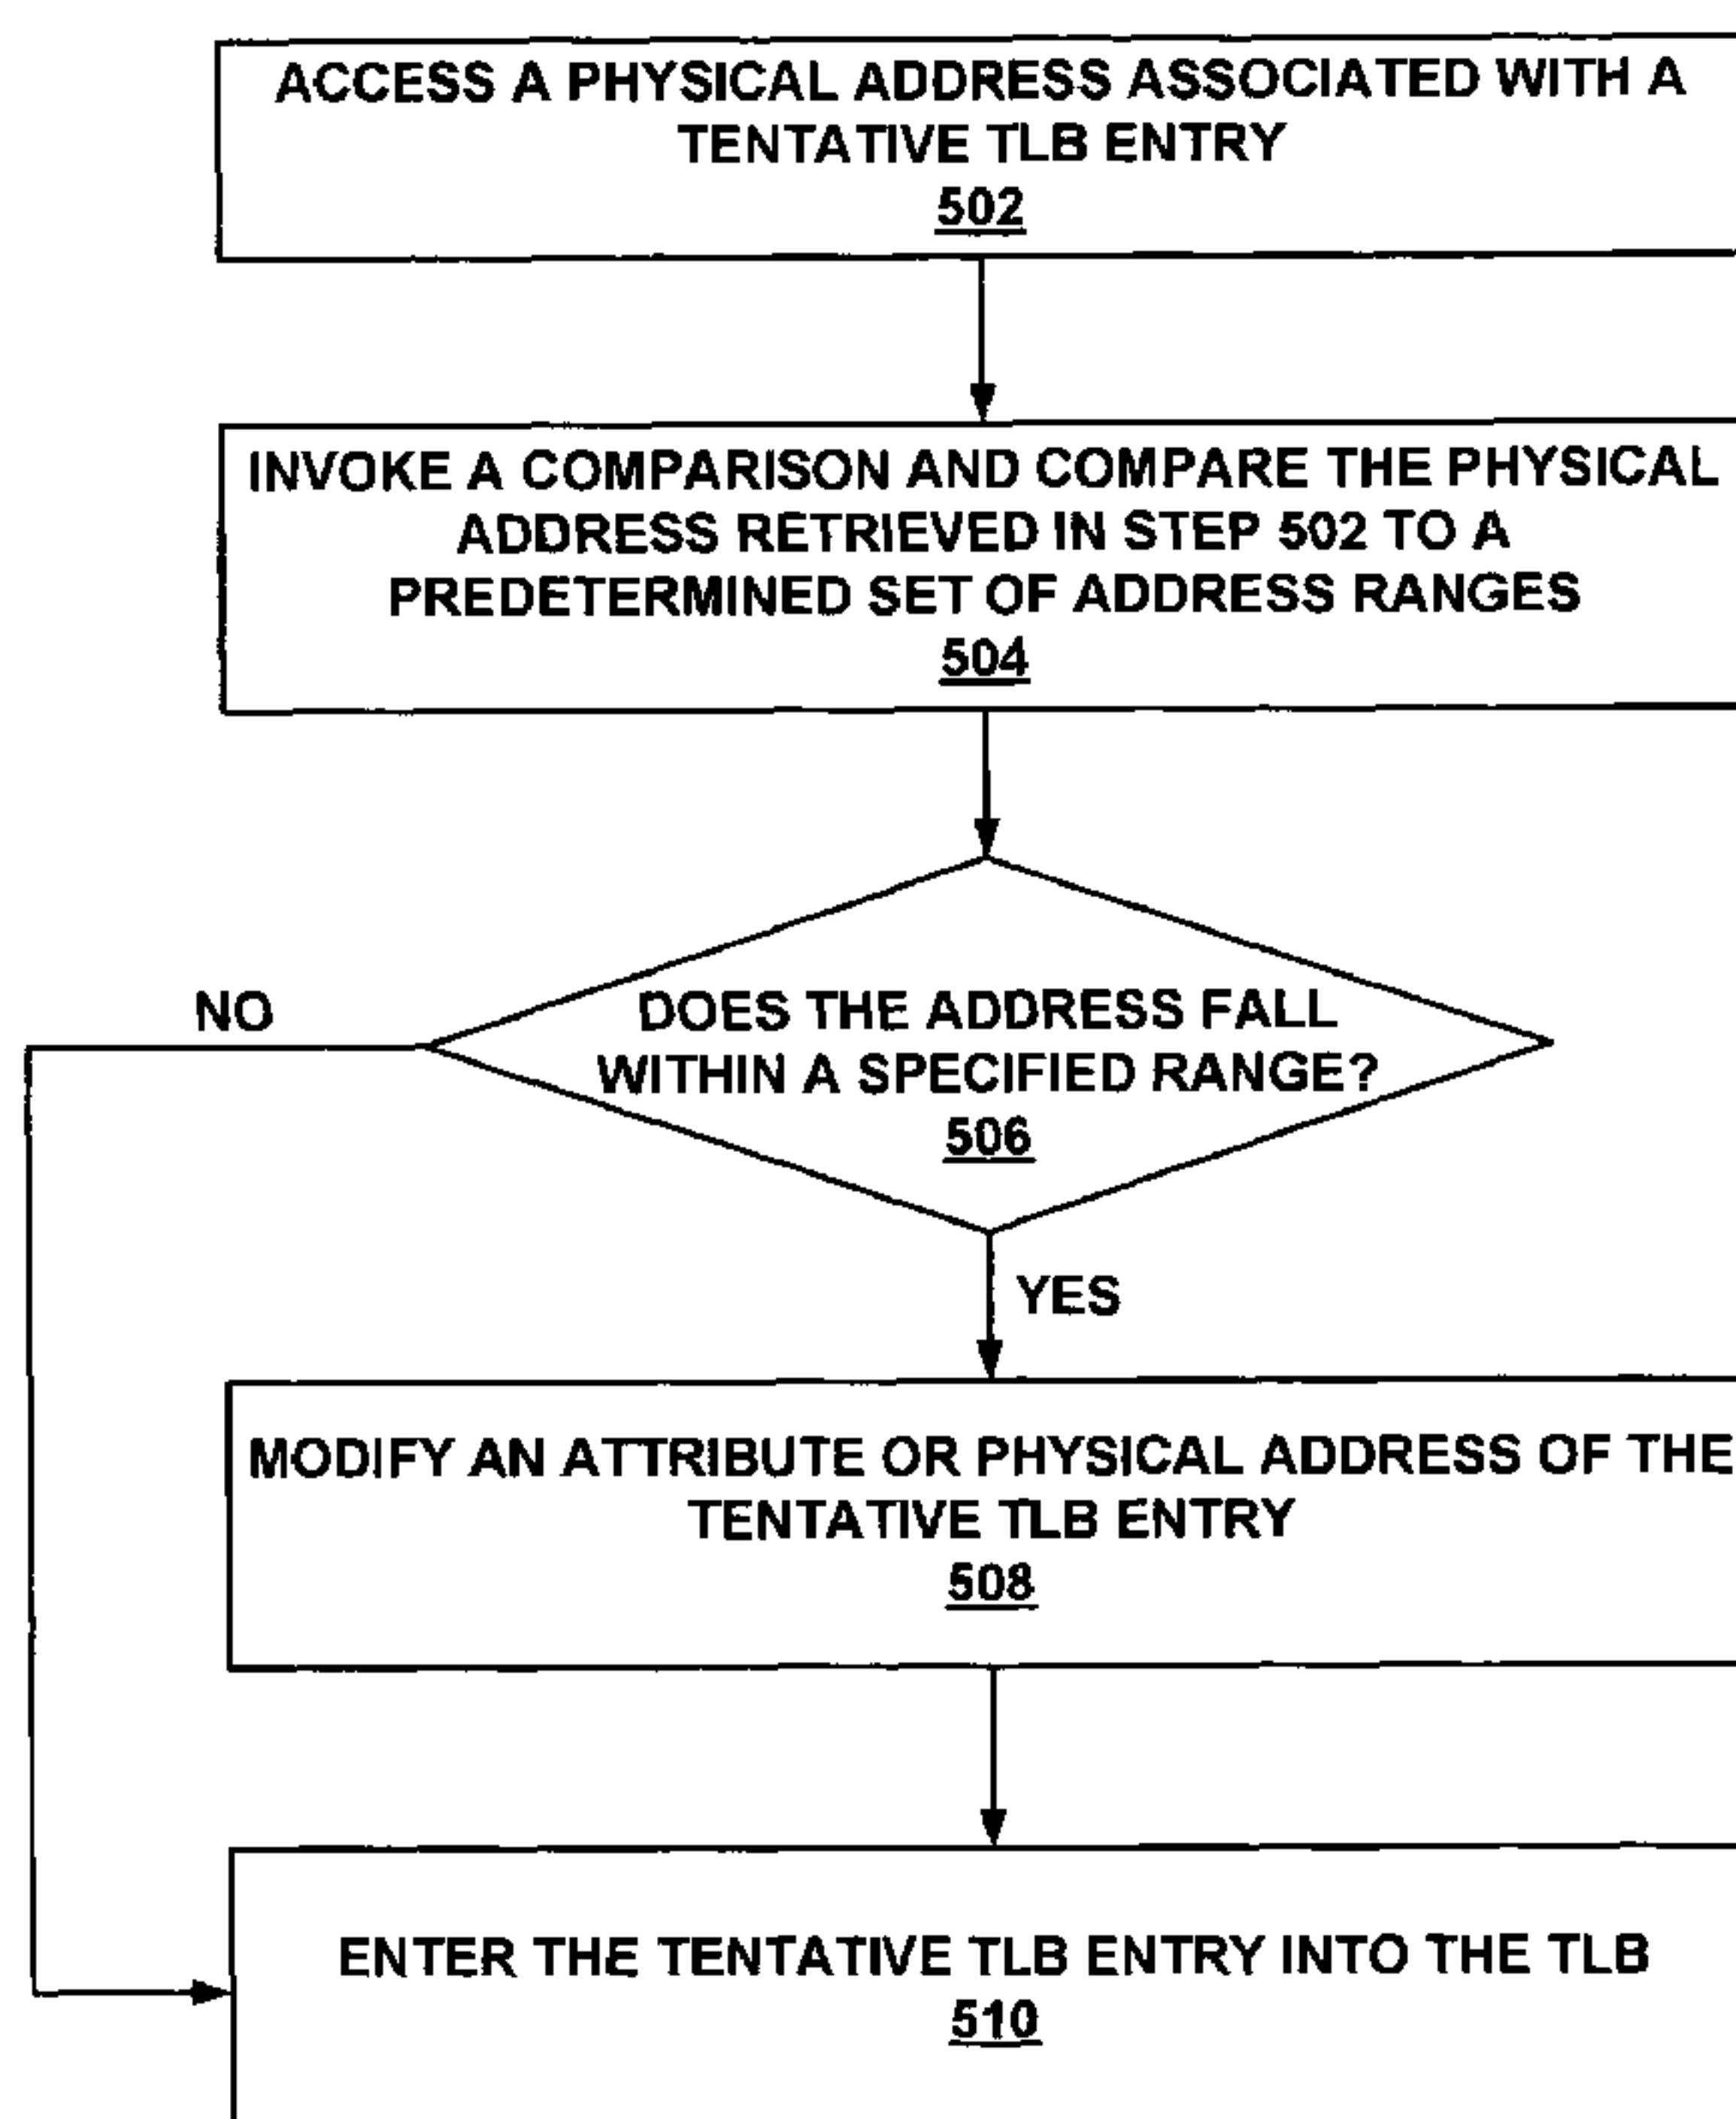 ACCESS A PHYSICAL ADDRESS ASSOCIATED WITH A
TENTATIVE TLB ENTRY
502
INVOKE A COMPARISON AND COMPARE THE PHYSICAL
ADDRESS RETRIEVED IN STEP 502 TO A
PREDETERMINED SET OF ADDRESS RANGES
504
NO
DOES THE ADDRESS FALL
WITHIN A SPECIFIED RANGE?
506
YES
MODIFY AN ATTRIBUTE OR PHYSICAL ADDRESS OF THE
TENTATIVE TLB ENTRY
508
ENTER THE TENTATIVE TLB ENTRY INTO THE TLB
510